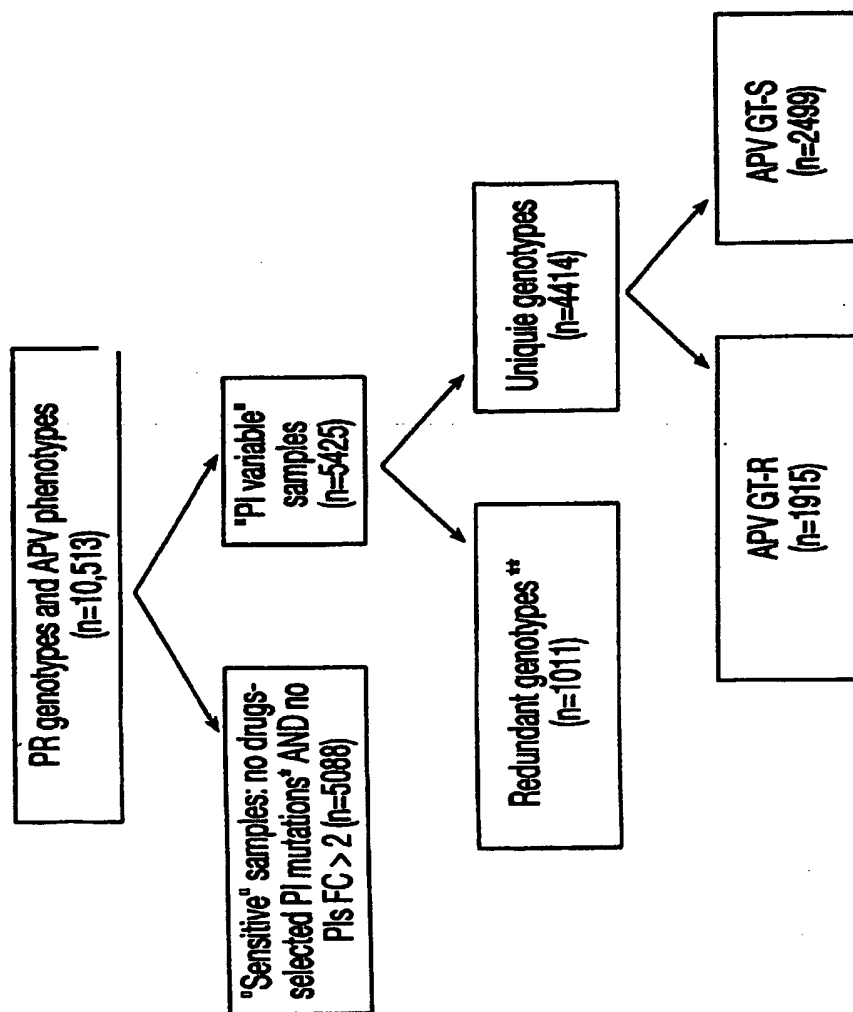 PR genotypes and APV phenotypes
(n=10,513)
"Sensitive" samples: no drugs-
selected PI mutations* AND no
PIs FC > 2 (n=5088)
"PI variable"
samples
(n=5425)
Redundant genotypes**
(n=1011)
Uniquie genotypes
(n=4414)
APV GT-R
(n=1915)
APV GT-S
(n=2499)